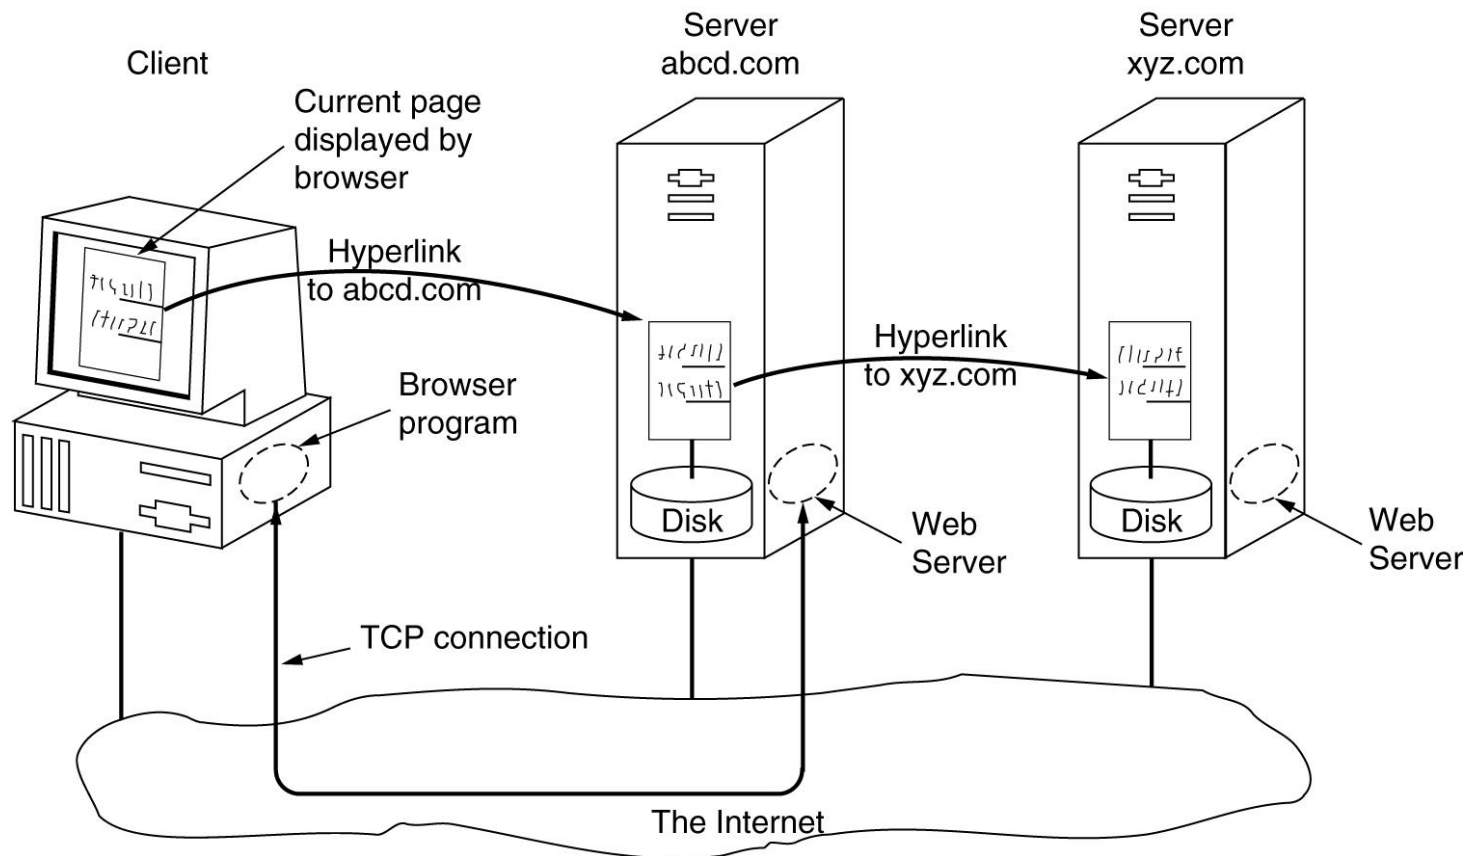 Client
Server
abcd.com
Server
xyz.com
Current page
displayed by
browser
Hyperlink
to abcd.com
Hyperlink
to xyz.com
Browser
program
Disk
Web
Server
Disk
Web
Server
TCP connection
The Internet